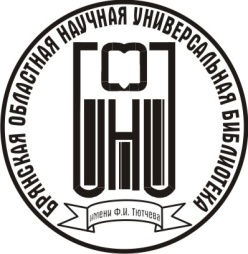 БРЯНСКАЯ ОБЛАСТНАЯ НАУЧНАЯ УНИВЕРСАЛЬНАЯ БИБЛИОТЕКА
имени Ф.И. Тютчева